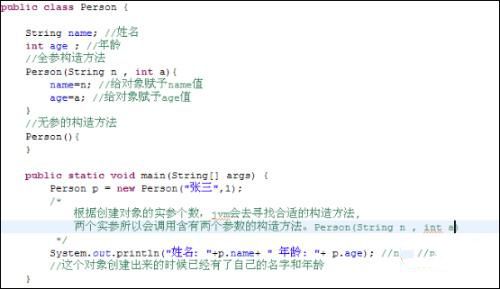 public class Person {
String name; //姓名
int age ; //年龄
//全参构造方法
Person(String n , int a){
name=n; //给对象赋予name值
age=a; //给对象赋予age值
}
//无参的构造方法
Person(){
}
public static void main(String[] args) {
Person p = new Person("张三",1);
/*
根据创建对象的实参个数，jvm会去寻找合适的构造方法，
两个实参所以会调用含有两个参数的构造方法。Person(String n , int a)
*/
System.out.println("姓名："+p.name+ " 年龄："+ p.age); //
//这个对象创建出来的时候已经有了自己的名字和年龄